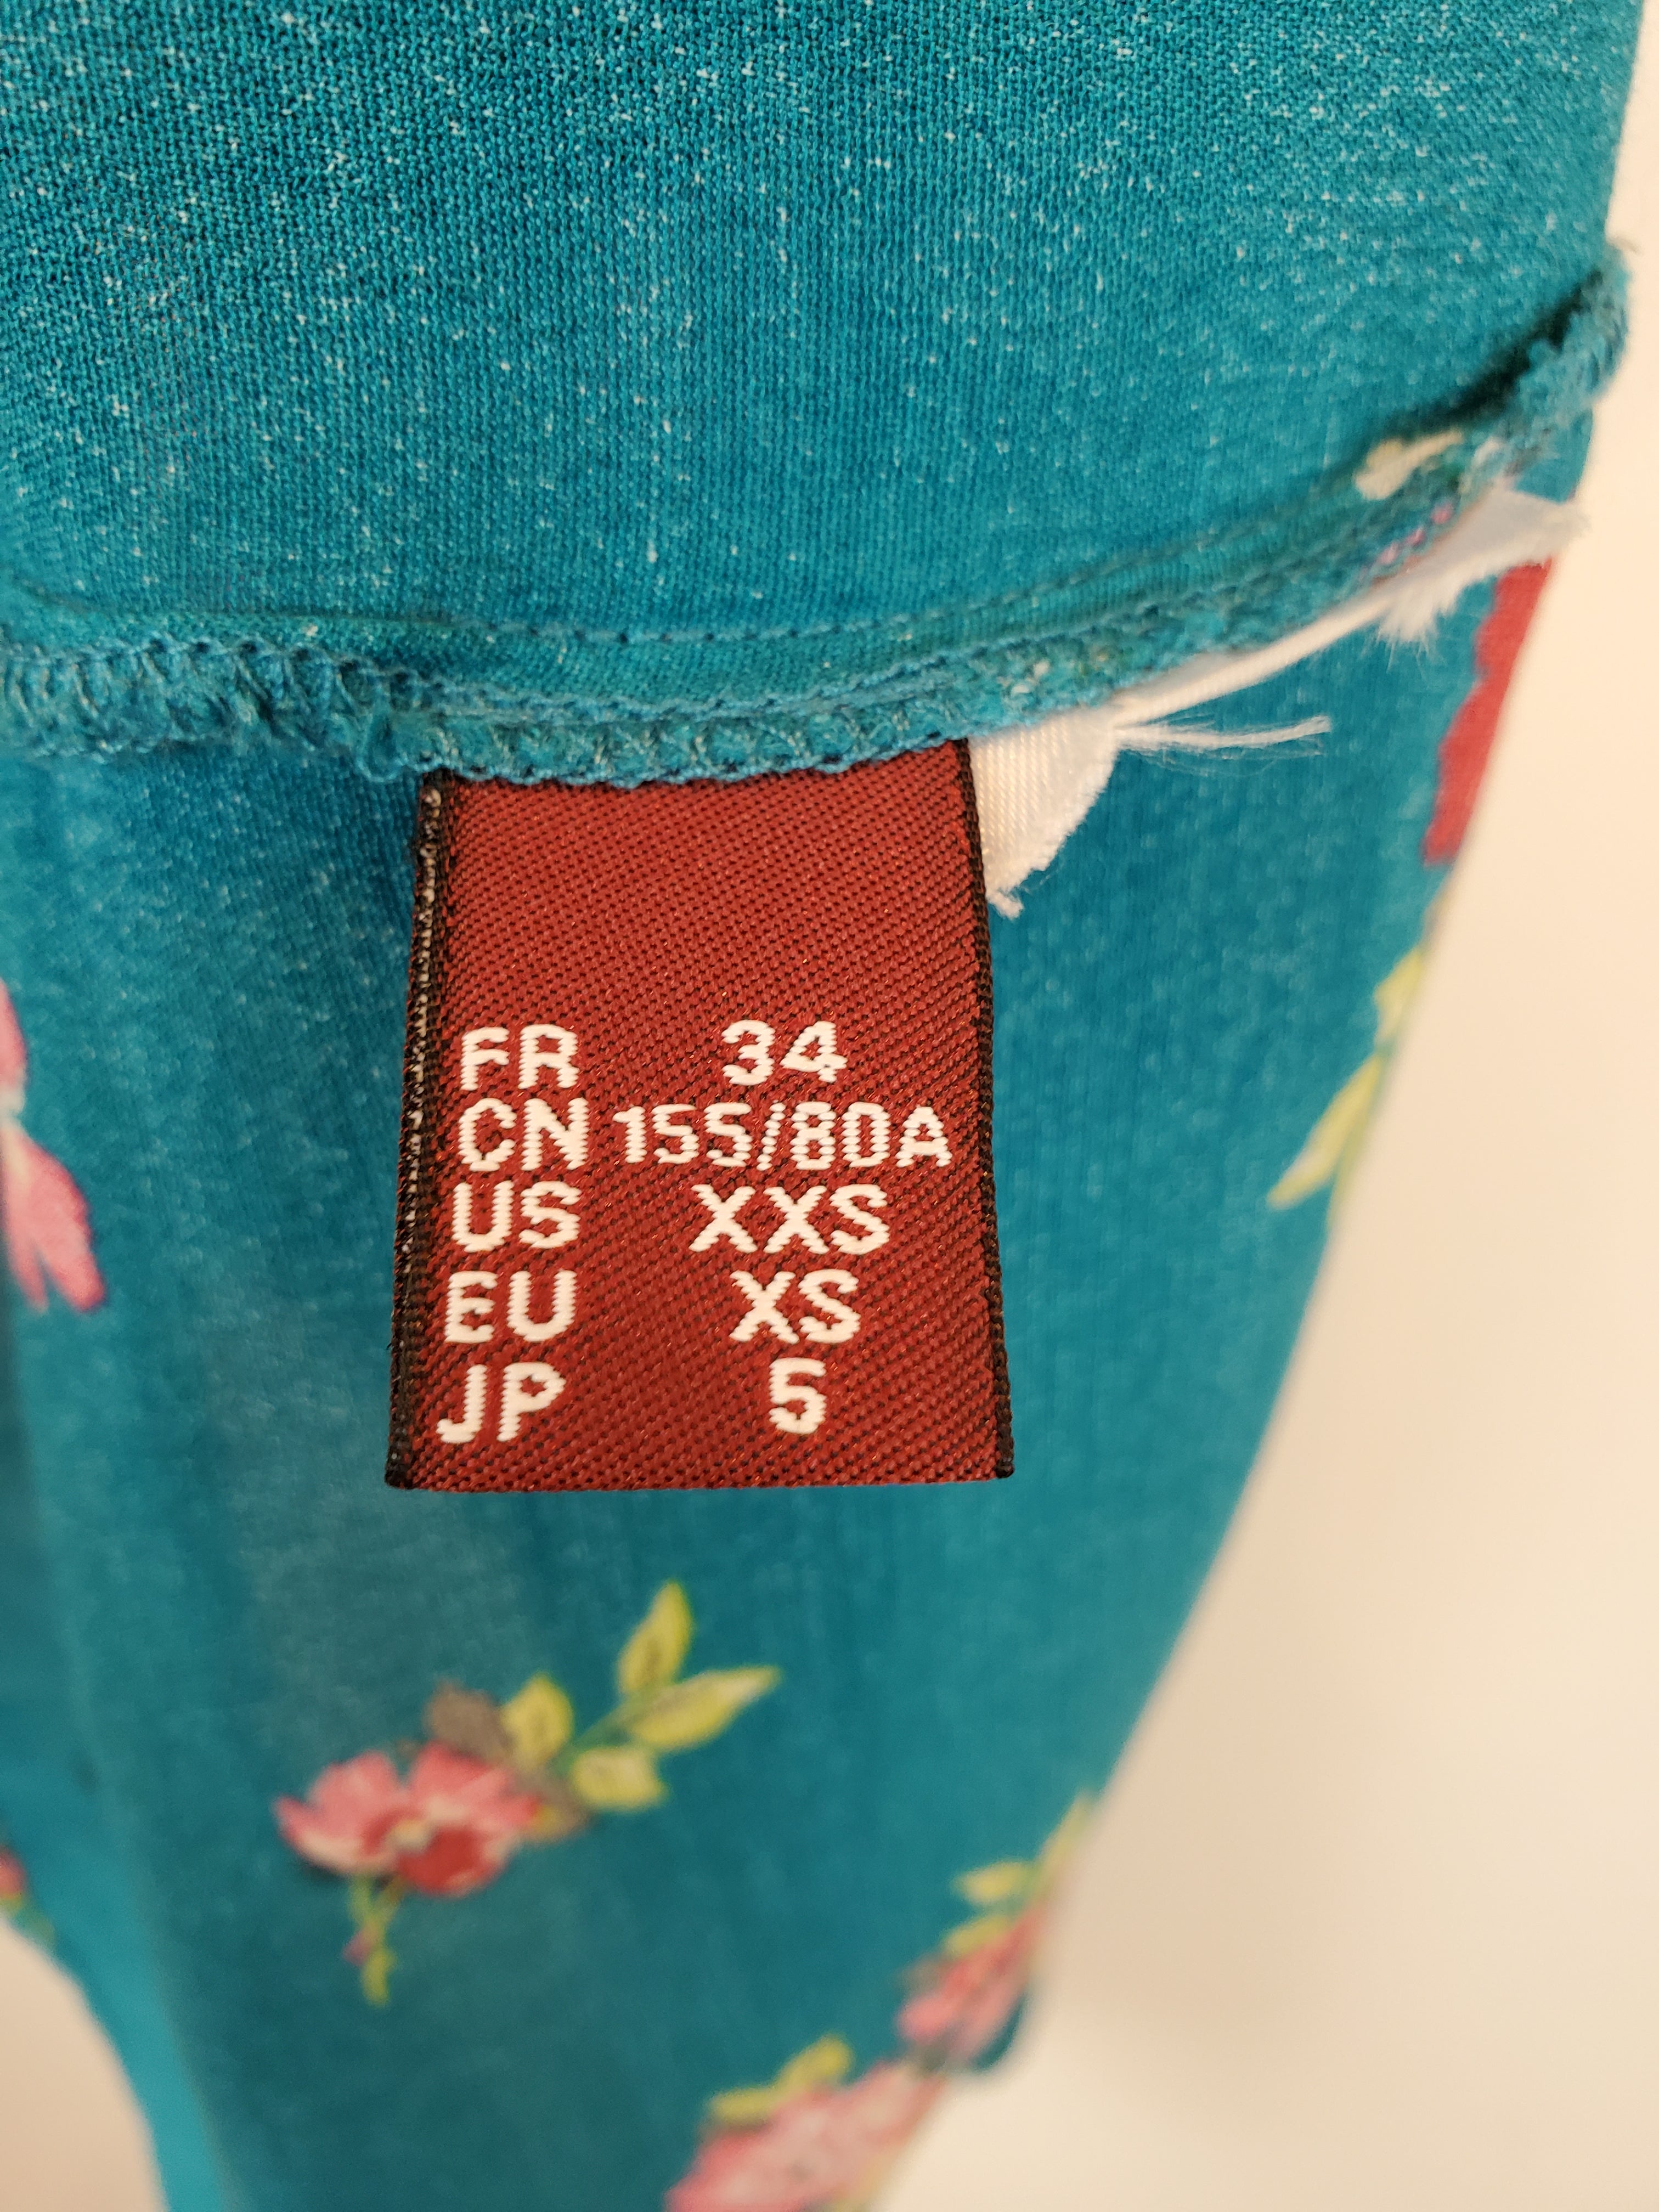 FR 34
CN 155/80A
US XXS
EU XS
JP 5